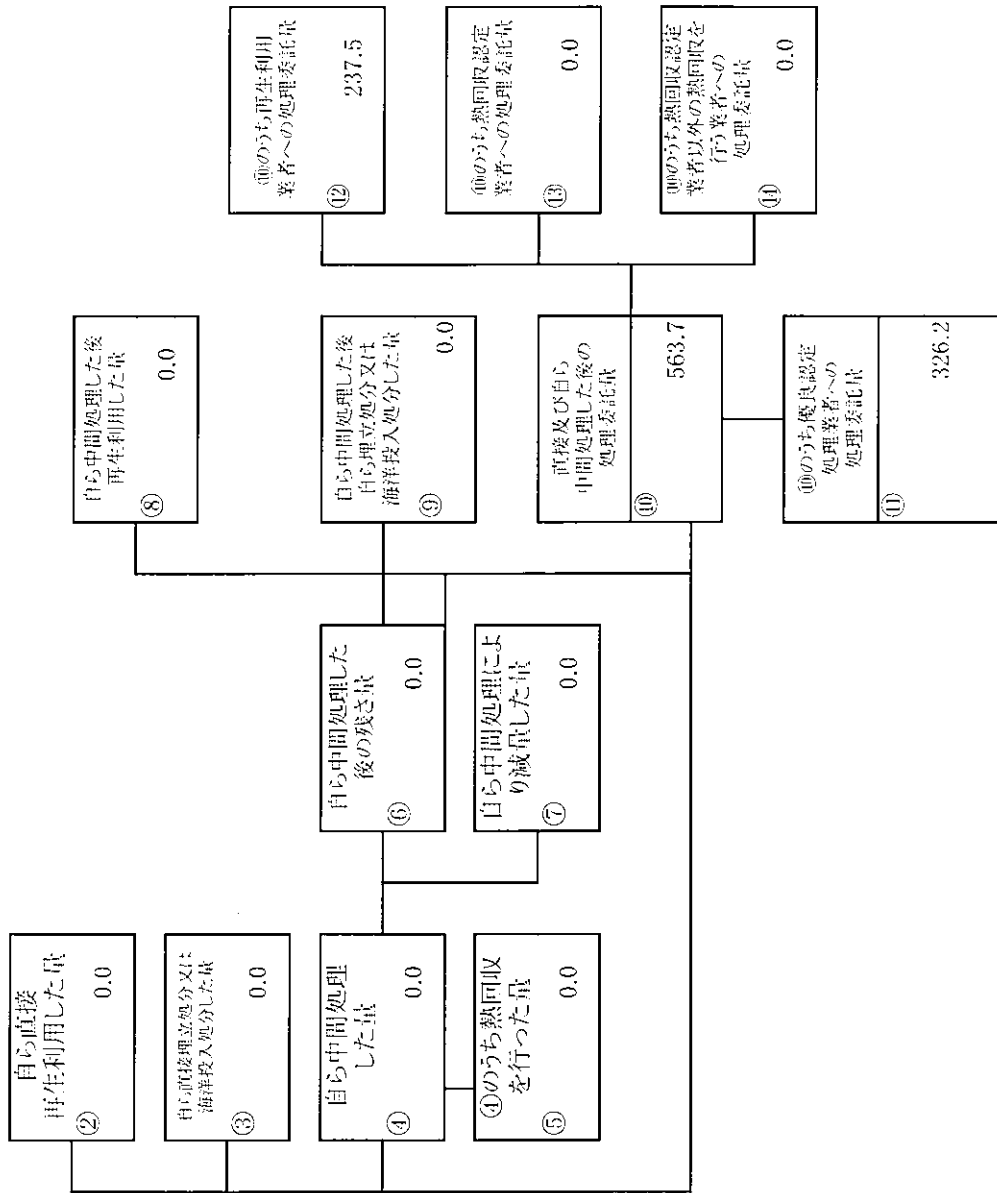 自ら直接
再生利用した量
②
0.0
自ら直接埋立処分又は
海洋投入処分した量
③
0.0
自ら中間処理
した量
④
0.0
④のうち熱回収
を行った量
⑤
0.0
自ら中間処理した
後の残さ量
⑥
0.0
自ら中間処理によ
り減量した量
⑦
0.0
自ら中間処理した後
再生利用した量
⑧
0.0
自ら中間処理した後
自ら埋立処分又は
海洋投入処分した量
⑨
0.0
直接及び自ら
中間処理した後の
処理委託量
⑩
563.7
⑩のうち優良認定
処理業者への
処理委託量
⑪
326.2
⑩のうち再生利用
業者への処理委託量
⑫
237.5
⑩のうち熱回収認定
業者への処理委託量
⑬
0.0
⑩のうち熱回収認定
業者以外の熱回収を
行う業者への
処理委託量
⑭
0.0